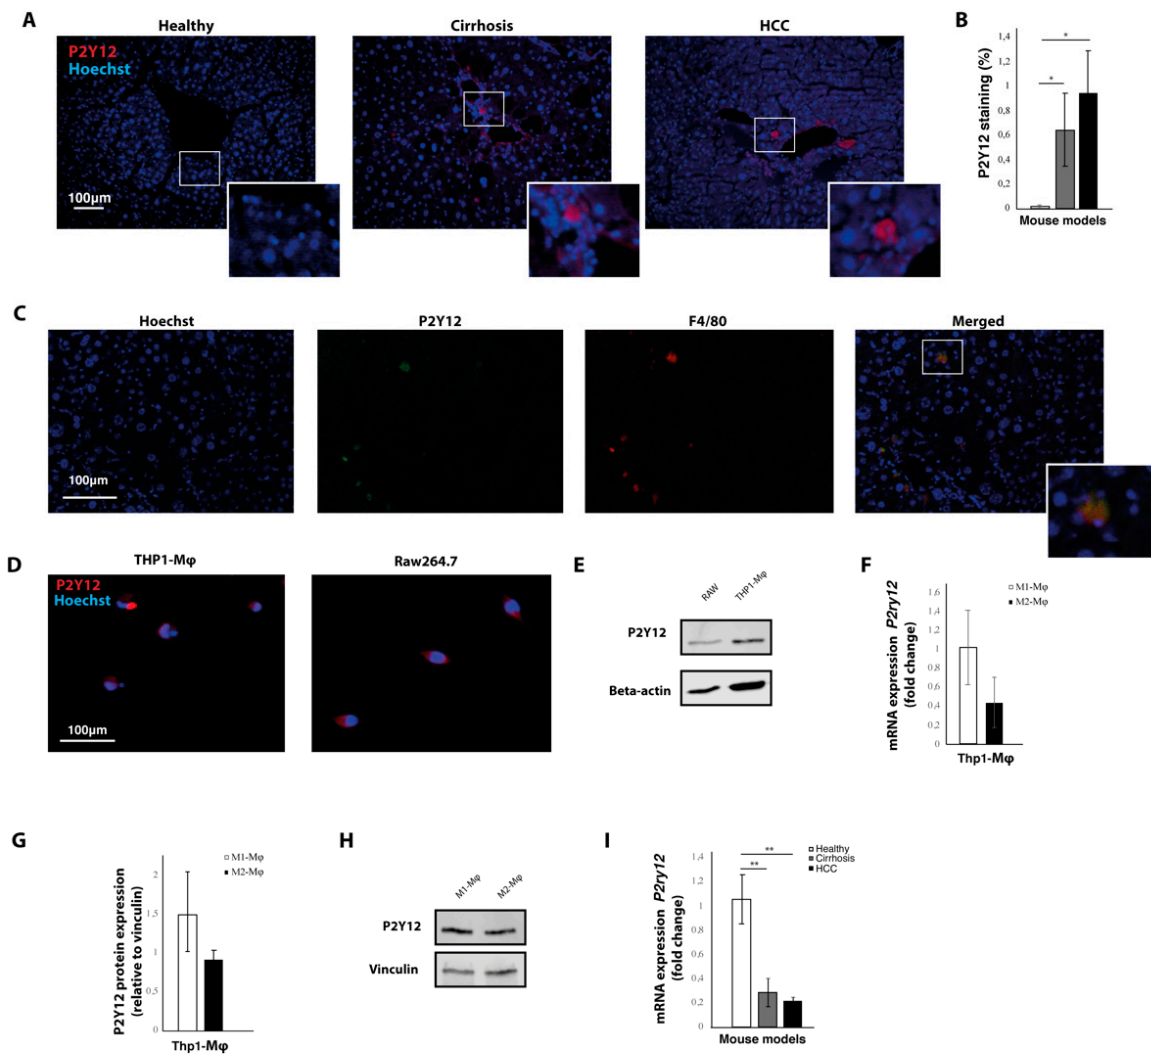 A
Healthy
Cirrhosis
HCC
P2Y12
Hoechst
100µm
B
P2Y12 staining (%)
1,4
1,2
1
0,8
0,6
0,4
0,2
0
*
*
Mouse models
C
Hoechst
P2Y12
F4/80
Merged
100µm
D
THP1-Mφ
Raw264.7
P2Y12
Hoechst
100µm
E
RAW
THP1-Mφ
P2Y12
Beta-actin
F
M1-Mφ
M2-Mφ
mRNA expression P2ry12
(fold change)
1,6
1,4
1,2
1
0,8
0,6
0,4
0,2
0
Thp1-Mφ
G
M1-Mφ
M2-Mφ
P2Y12 protein expression
(relative to vinculin)
2
1,5
1
0,5
0
Thp1-Mφ
H
M1-Mφ
M2-Mφ
P2Y12
Vinculin
I
Healthy
Cirrhosis
HCC
mRNA expression P2ry12
(fold change)
1,4
1,2
1
0,8
0,6
0,4
0,2
0
**
**
Mouse models